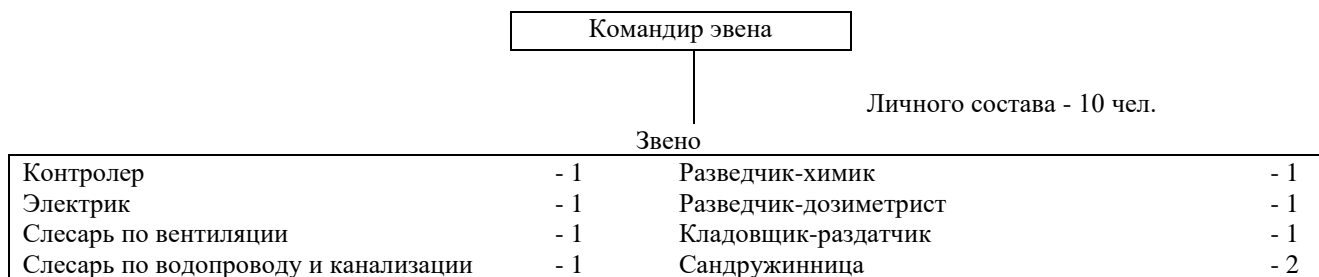 Командир эвена
Личного состава - 10 чел.
Звено
Контролер - 1 Разведчик-химик - 1
Электрик - 1 Разведчик-дозиметрист - 1
Слесарь по вентиляции - 1 Кладовщик-раздатчик - 1
Слесарь по водопроводу и канализации - 1 Сандружинница - 2